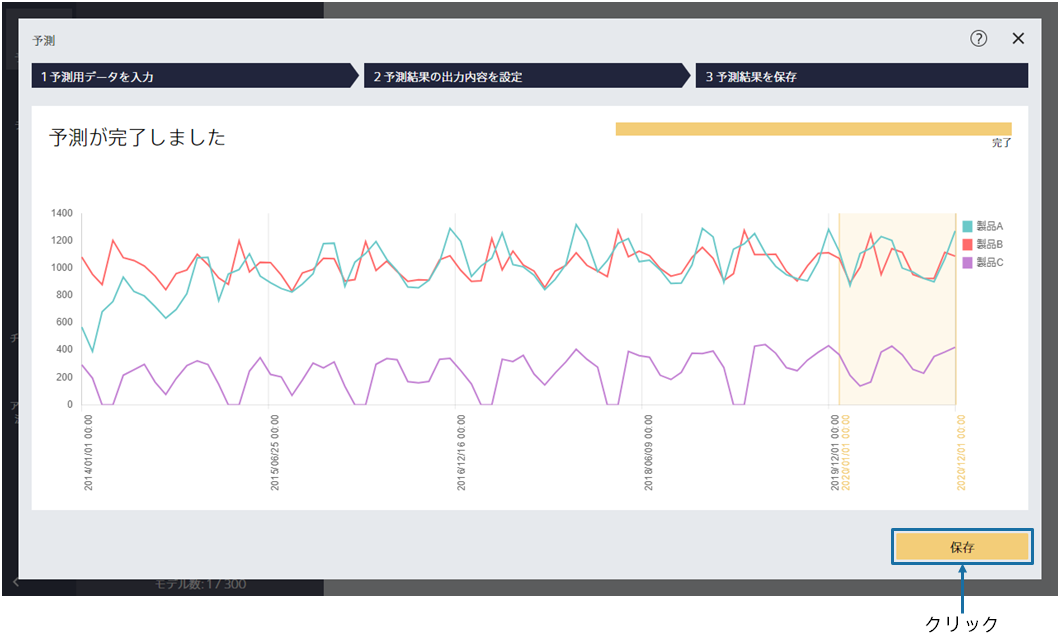 予測
?
1 予測用データを入力
2 予測結果の出力内容を設定
3 予測結果を保存
予測が完了しました
完了
1400
1200
1000
800
600
400
200
0
製品A
製品B
製品C
2014/01/01 00:00
2015/06/25 00:00
2016/12/16 00:00
2018/06/09 00:00
2019/12/01 00:00
2020/01/01 00:00
2020/12/01 00:00
保存
モデル数: 1 / 300
クリック